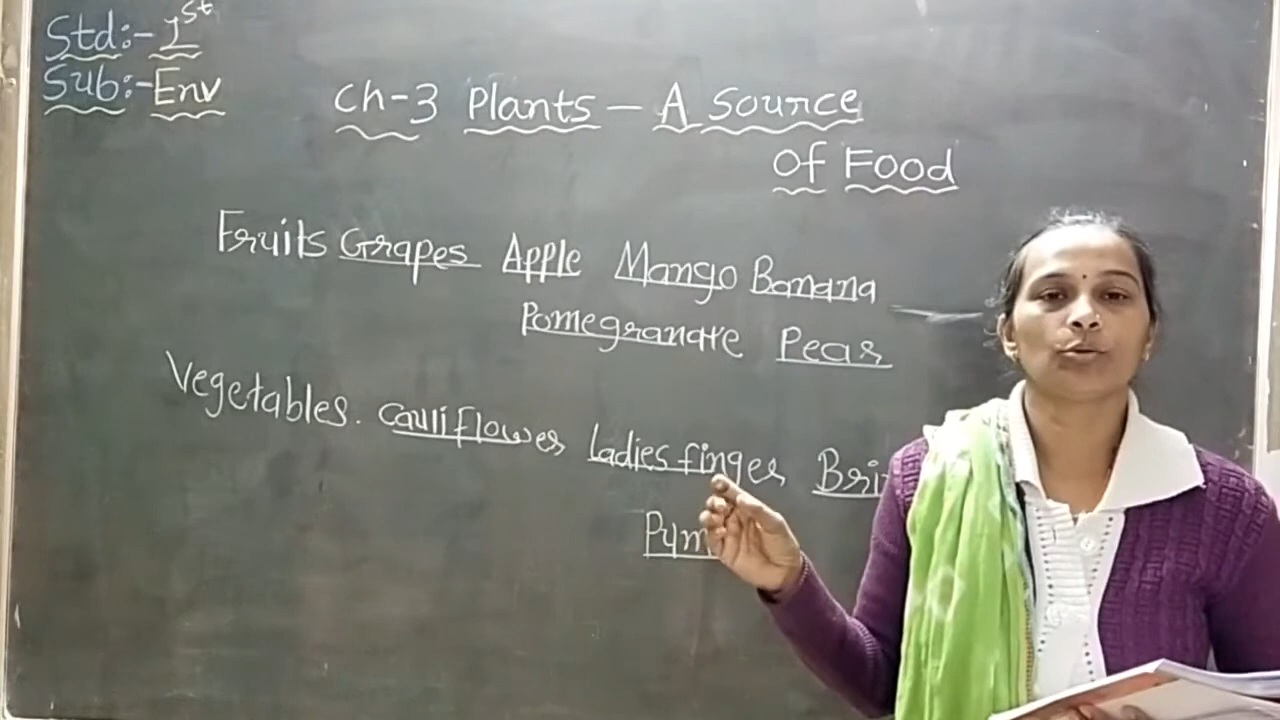 Std:- Ist
Sub:- Env
Ch-3 Plants - A Source
Of Food
Fruits Grapes Apple Mango Banana
Pomegranate Pears
Vegetables. Cauliflower Ladies finger